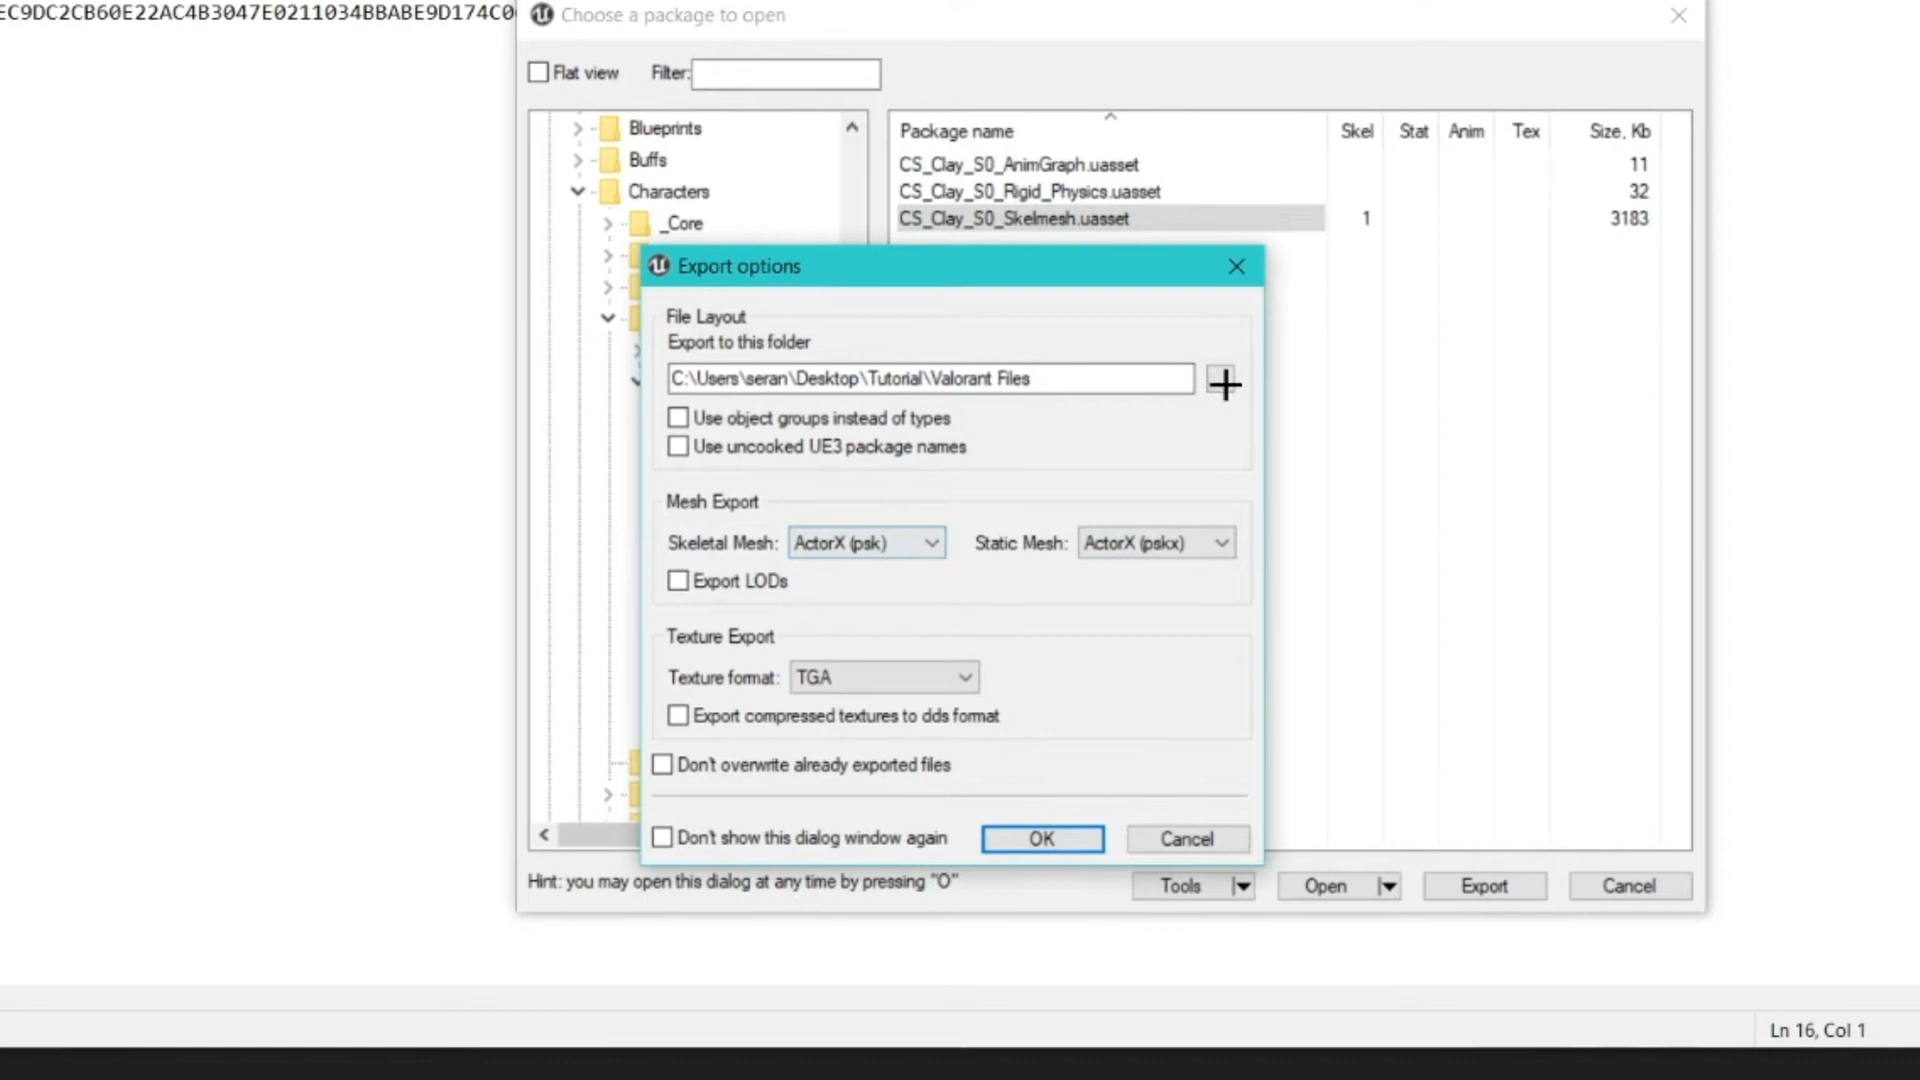 EC9DC2CB60E22AC4B3047E0211034BBABE9D174C0
Choose a package to open
Flat view Filter:
Blueprints
Buffs
Characters
_Core
Package name Skel Stat Anim Tex Size, Kb
CS_Clay_S0_AnimGraph.uasset 11
CS_Clay_S0_Rigid_Physics.uasset 32
CS_Clay_S0_Skelmesh.uasset 1 3183
Export options
File Layout
Export to this folder
C:\Users\seran\Desktop\Tutorial\Valorant Files
Use object groups instead of types
Use uncooked UE3 package names
Mesh Export
Skeletal Mesh: ActorX (psk) Static Mesh: ActorX (pskx)
Export LODs
Texture Export
Texture format: TGA
Export compressed textures to dds format
Don't overwrite already exported files
Don't show this dialog window again OK Cancel
Hint: you may open this dialog at any time by pressing "O"
Tools Open Export Cancel
Ln 16, Col 1